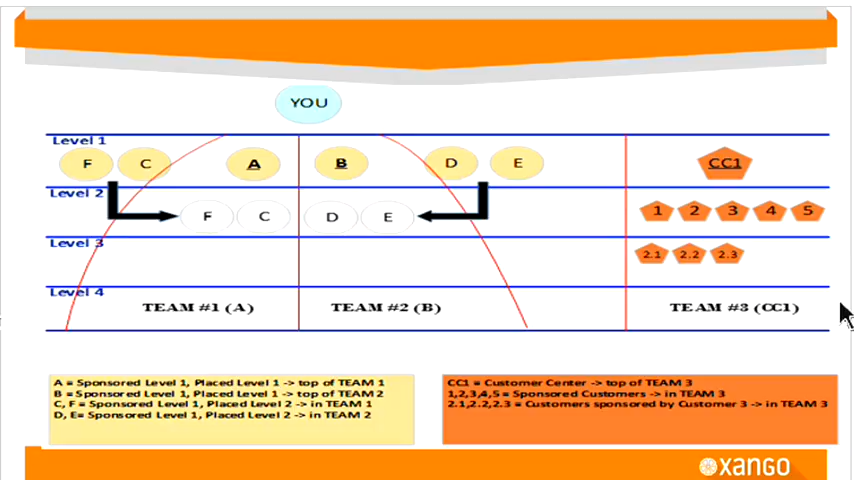 YOU
Level 1
F C A B D E CC1
Level 2
F C D E 1 2 3 4 5
Level 3
2.1 2.2 2.3
Level 4
TEAM #1 (A) TEAM #2 (B) TEAM #3 (CC1)
A = Sponsored Level 1, Placed Level 1 -> top of TEAM 1
B = Sponsored Level 1, Placed Level 1 -> top of TEAM 2
C, F = Sponsored Level 1, Placed Level 2 -> in TEAM 1
D, E= Sponsored Level 1, Placed Level 2 -> in TEAM 2
CC1 = Customer Center -> top of TEAM 3
1,2,3,4,5 = Sponsored Customers -> in TEAM 3
2.1,2.2,2.3 = Customers sponsored by Customer 3 -> in TEAM 3
xango